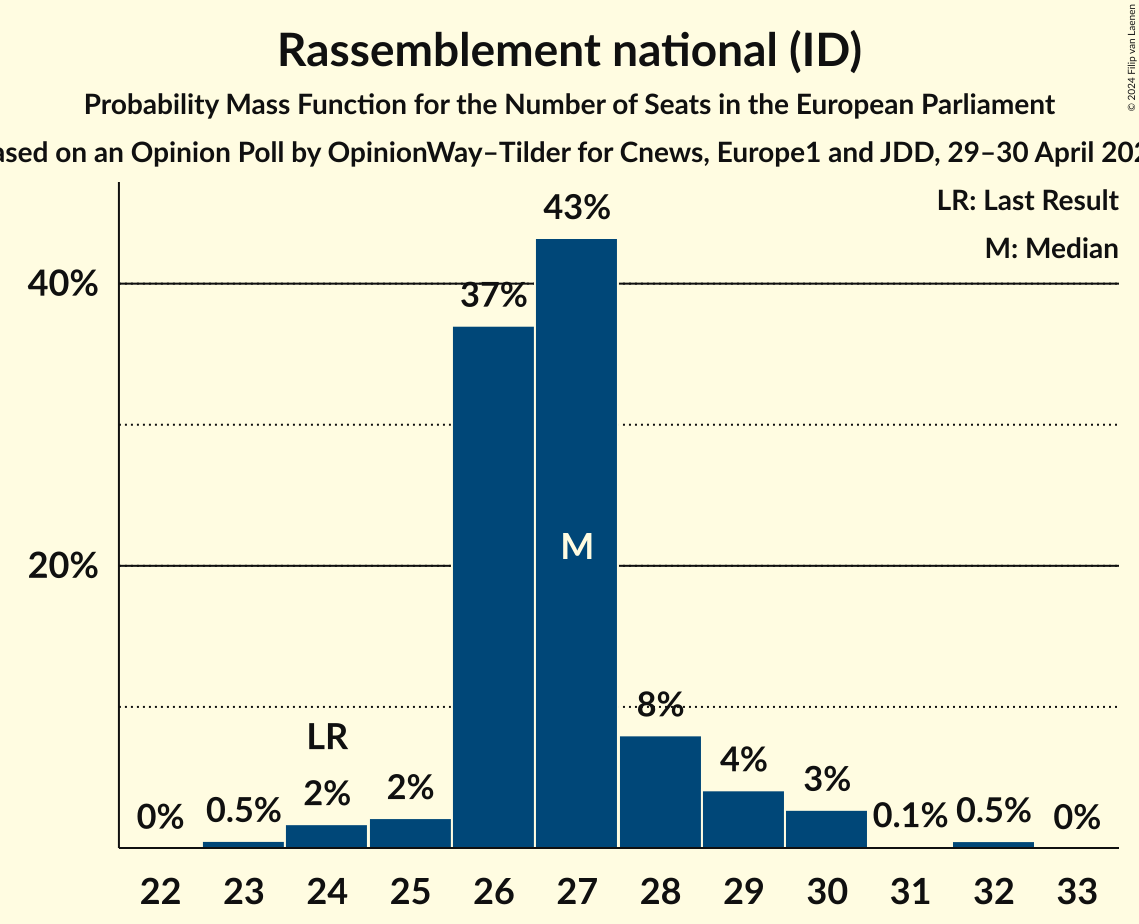 Rassemblement national (ID)
Probability Mass Function for the Number of Seats in the European Parliament
on an Opinion Poll by OpinionWay–Tilder for Cnews, Europe1 and JDD, 29–30 April
© 2024 Filip van Laenen
LR: Last Result
M: Median
43%
40%
37%
M
20%
8%
LR
4%
3%
2%
2%
0%
0.5%
0.1%
0.5%
0%
22 23 24 25 26 27 28 29 30 31 32 33